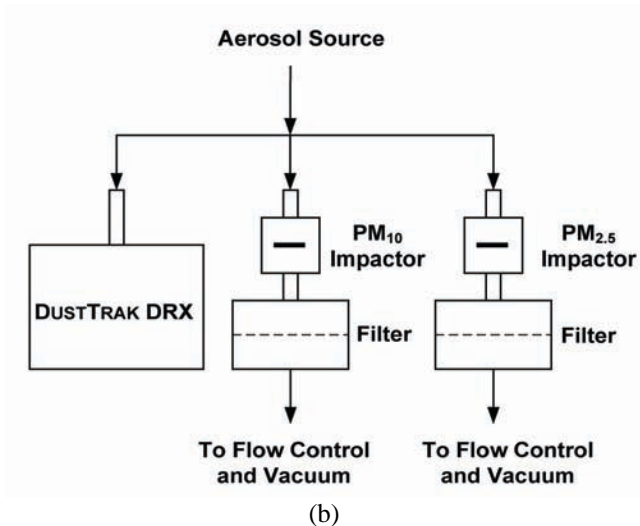 Aerosol Source
PM10
Impactor
PM2.5
Impactor
DUSTTRAK DRX
Filter
Filter
To Flow Control
and Vacuum
To Flow Control
and Vacuum
(b)